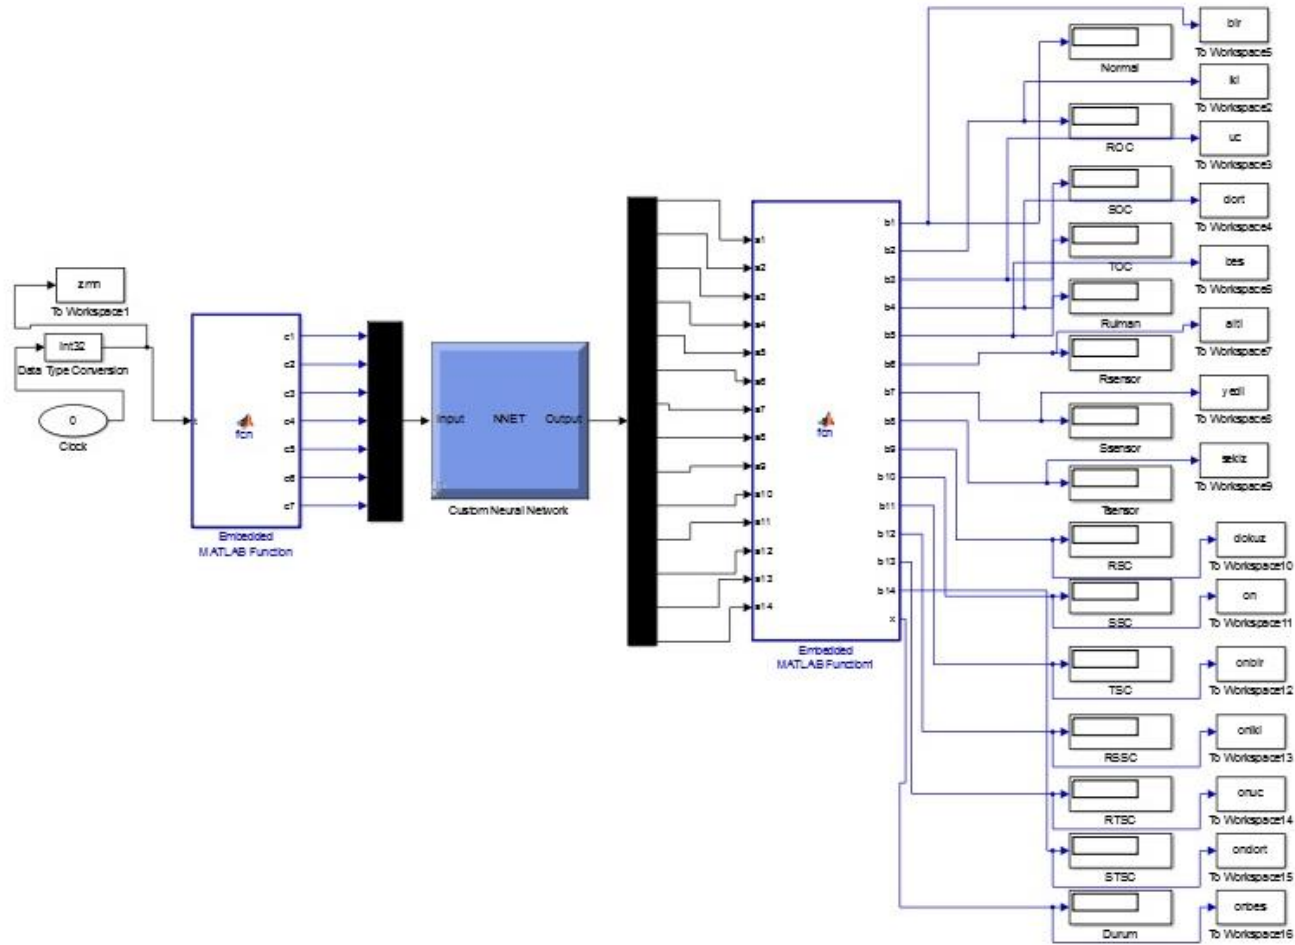 zmn
To Workspace1
Int32
Data Type Conversion
0
Clock
t
fcn
c1
c2
c3
c4
c5
c6
c7
Embedded
MATLAB Function
Input
NNET
Output
Custom Neural Network
a1
a2
a3
a4
a5
a6
a7
a8
a9
a10
a11
a12
a13
a14
fcn
b1
b2
b3
b4
b5
b6
b7
b8
b9
b10
b11
b12
b13
b14
x
Embedded
MATLAB Function1
Normal
ROC
SOC
TOC
Rulman
Rsensor
Ssensor
Tsensor
RSC
SSC
TSC
RSSC
RTSC
STSC
Durum
bir
To Workspace5
iki
To Workspace2
uc
To Workspace3
dort
To Workspace4
bes
To Workspace6
alti
To Workspace7
yedi
To Workspace8
sekiz
To Workspace9
dokuz
To Workspace10
on
To Workspace11
onbir
To Workspace12
oniki
To Workspace13
onuc
To Workspace14
ondort
To Workspace15
onbes
To Workspace16